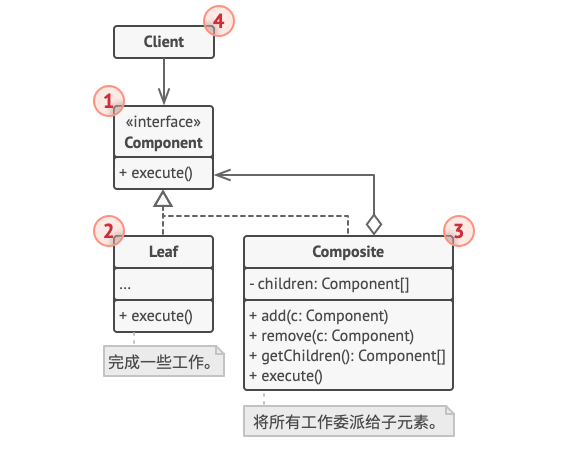 4
Client
1
«interface»
Component
+ execute()
2
Leaf
...
+ execute()
完成一些工作。
3
Composite
- children: Component[]
+ add(c: Component)
+ remove(c: Component)
+ getChildren(): Component[]
+ execute()
将所有工作委派给子元素。